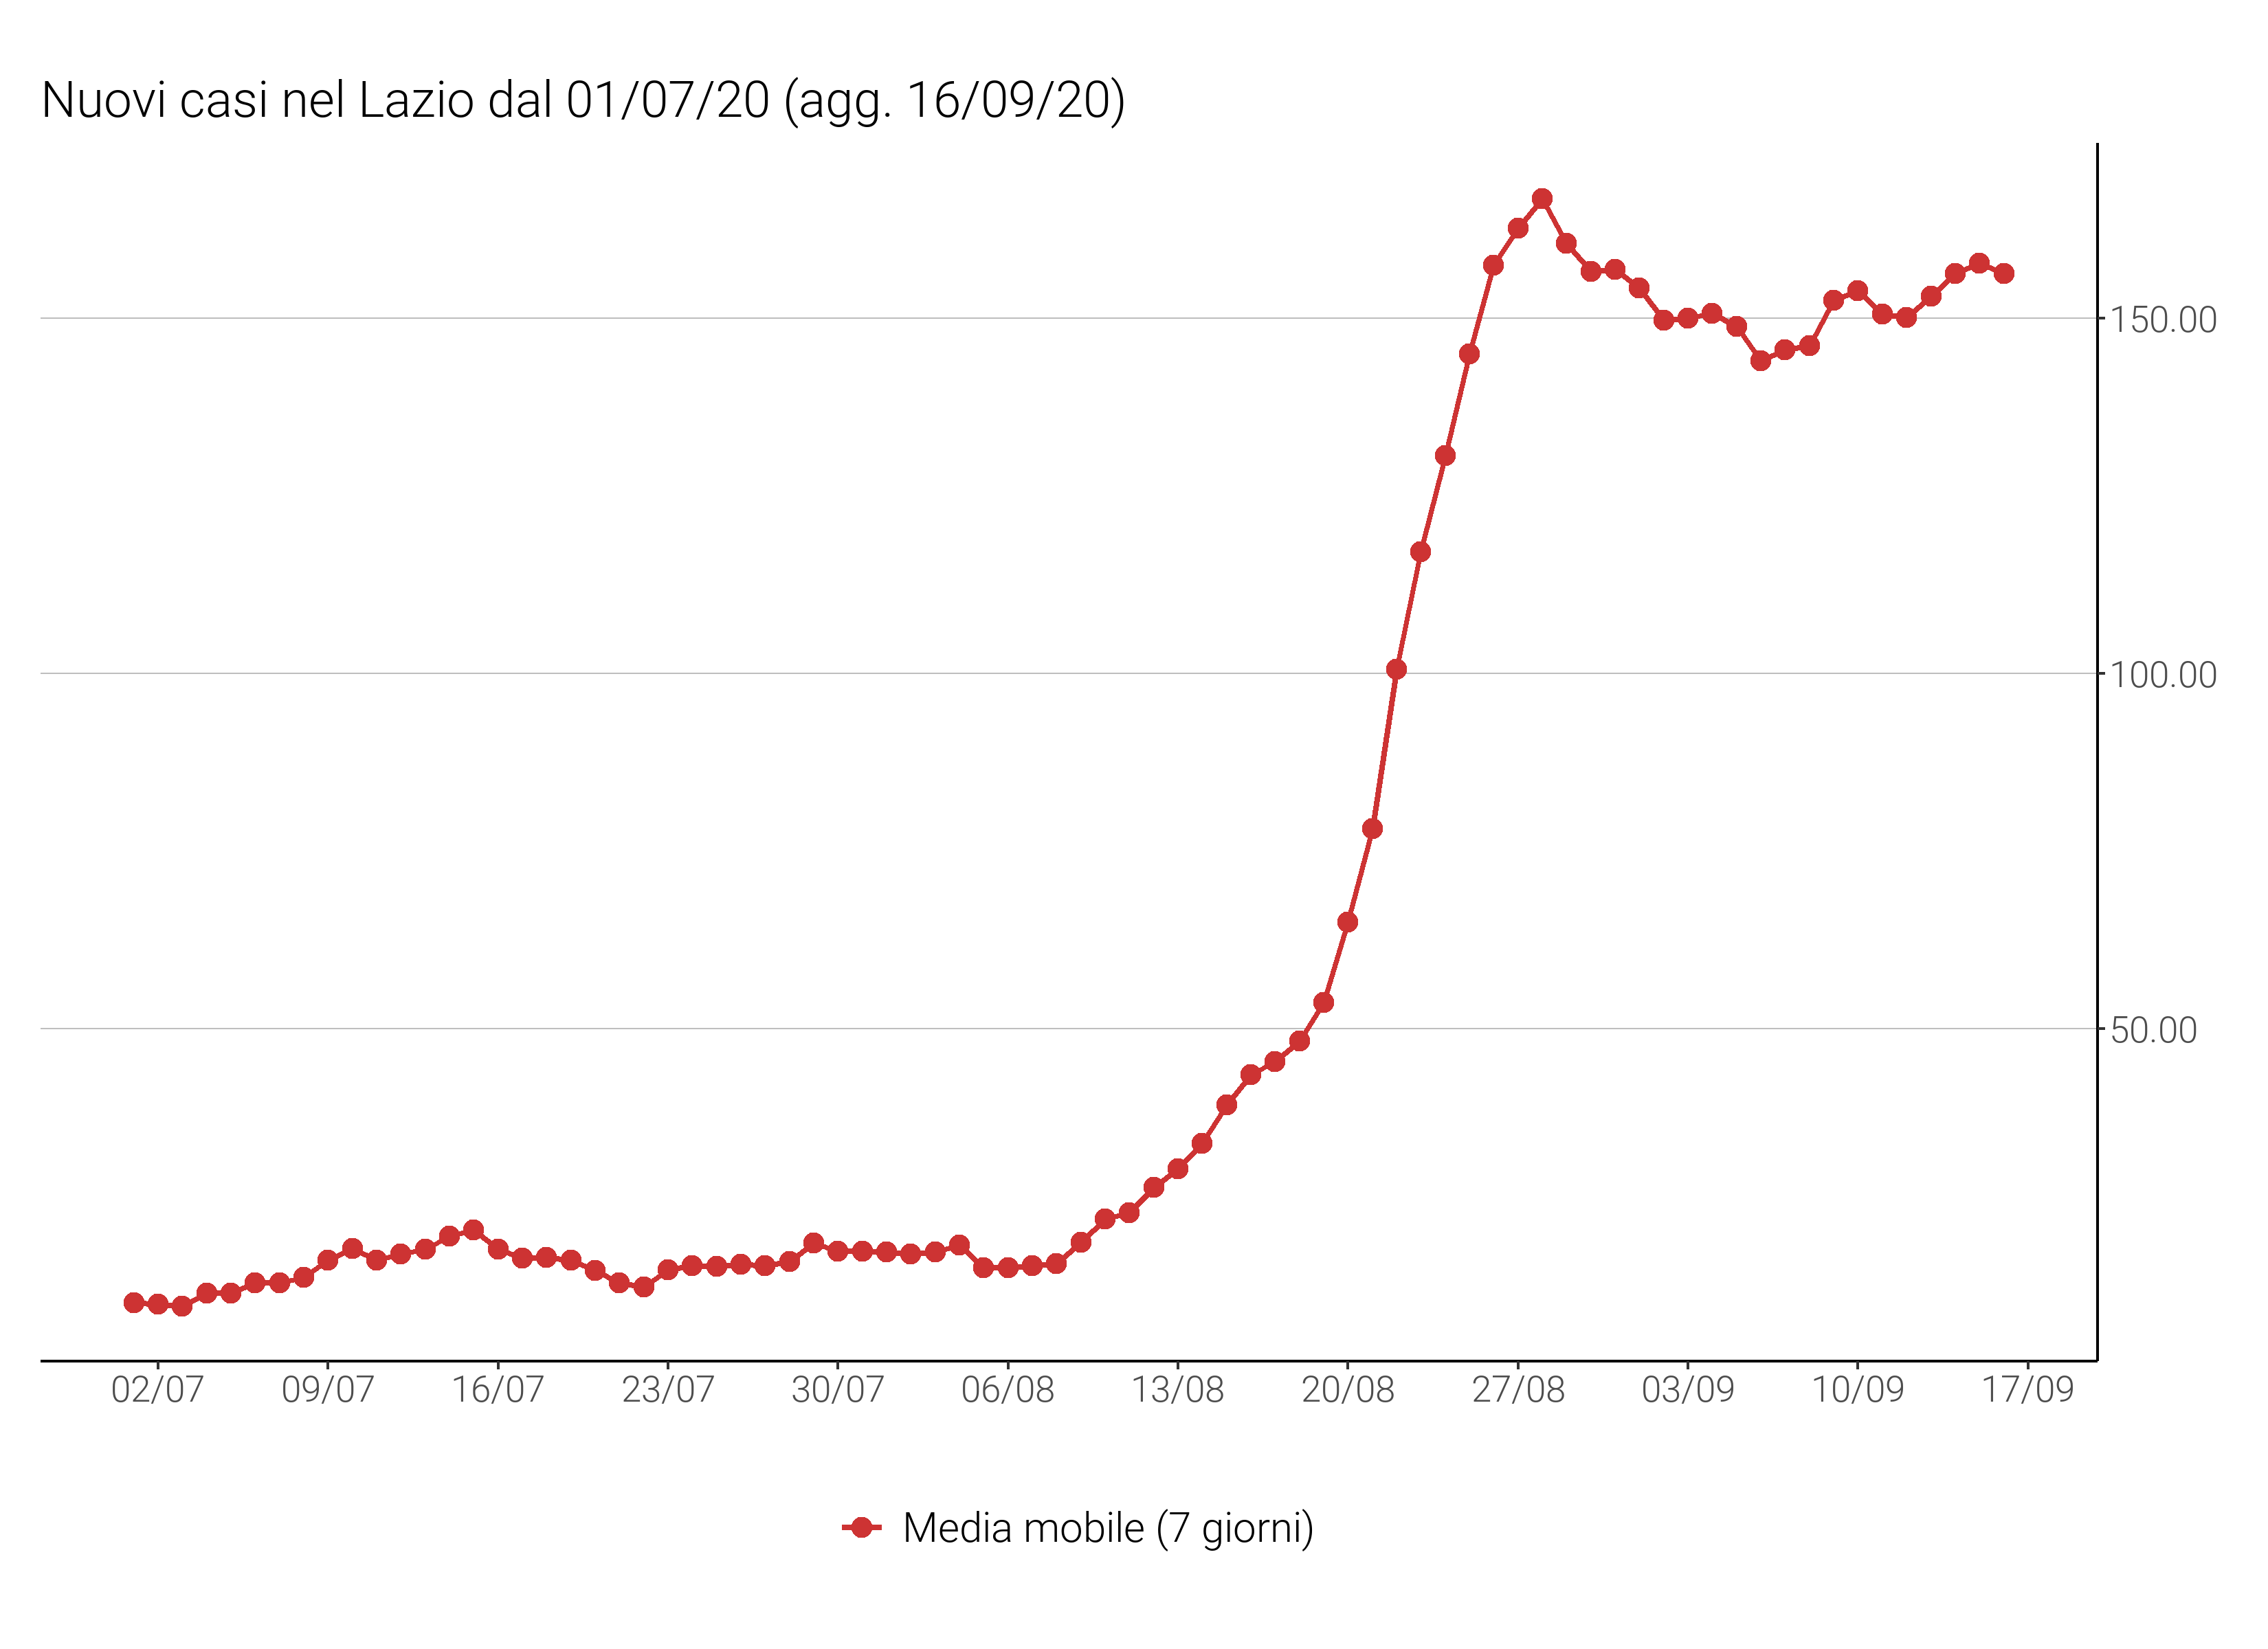 Nuovi casi nel Lazio dal 01/07/20 (agg. 16/09/20)
150.00
100.00
50.00
02/07 09/07 16/07 23/07 30/07 06/08 13/08 20/08 27/08 03/09 10/09 17/09
Media mobile (7 giorni)